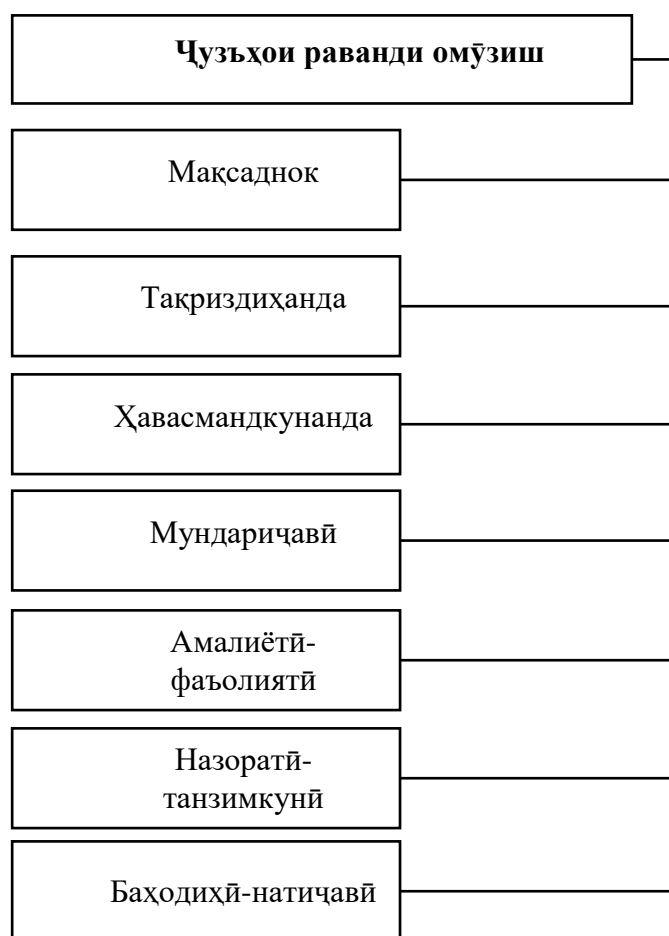 Ҷузъҳои раванди омӯзиш
Мақсаднок
Тақриздиҳанда
Ҳавасмандкунанда
Мундариҷавӣ
Амалиётӣ-
фаъолиятӣ
Назоратӣ-
танзимкунӣ
Баҳодиҳӣ-натиҷавӣ